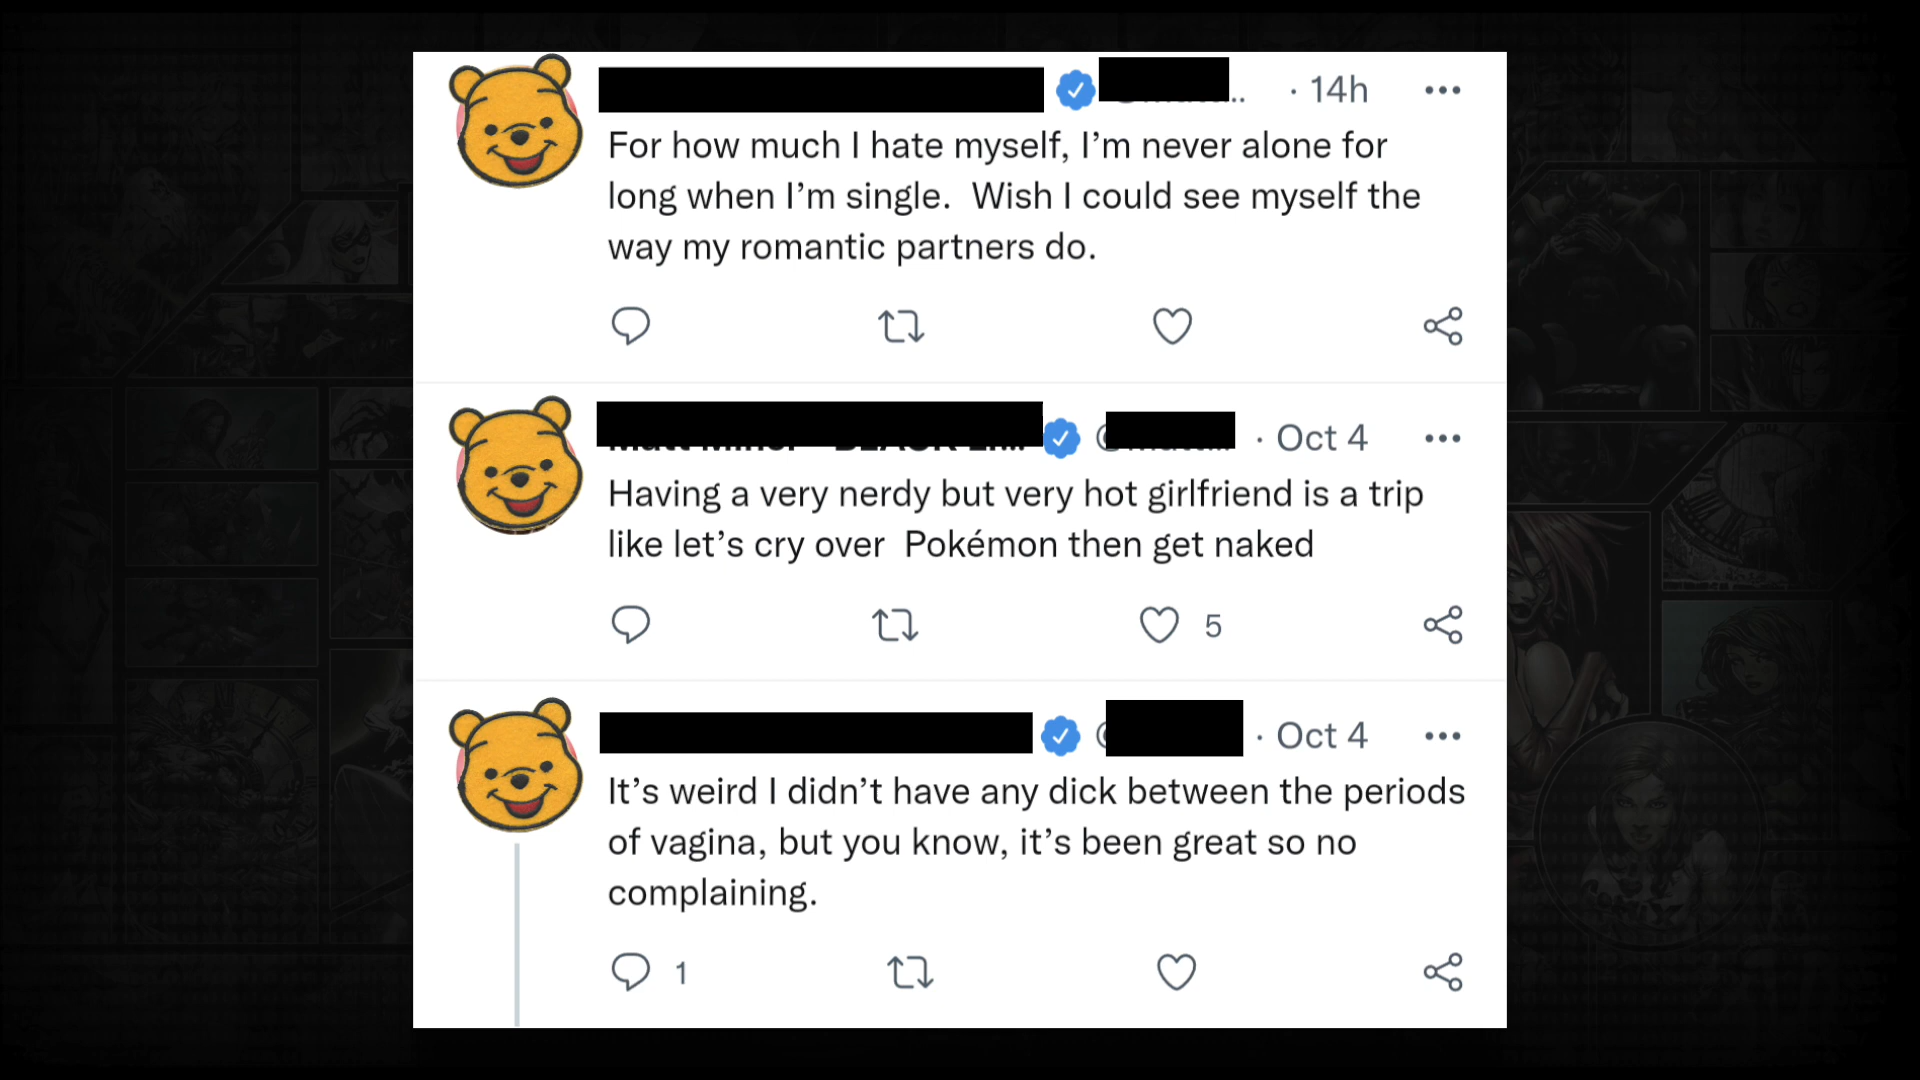 · 14h
For how much I hate myself, I’m never alone for
long when I’m single.  Wish I could see myself the
way my romantic partners do.
· Oct 4
Having a very nerdy but very hot girlfriend is a trip
like let’s cry over  Pokémon then get naked
5
· Oct 4
It’s weird I didn’t have any dick between the periods
of vagina, but you know, it’s been great so no
complaining.
1